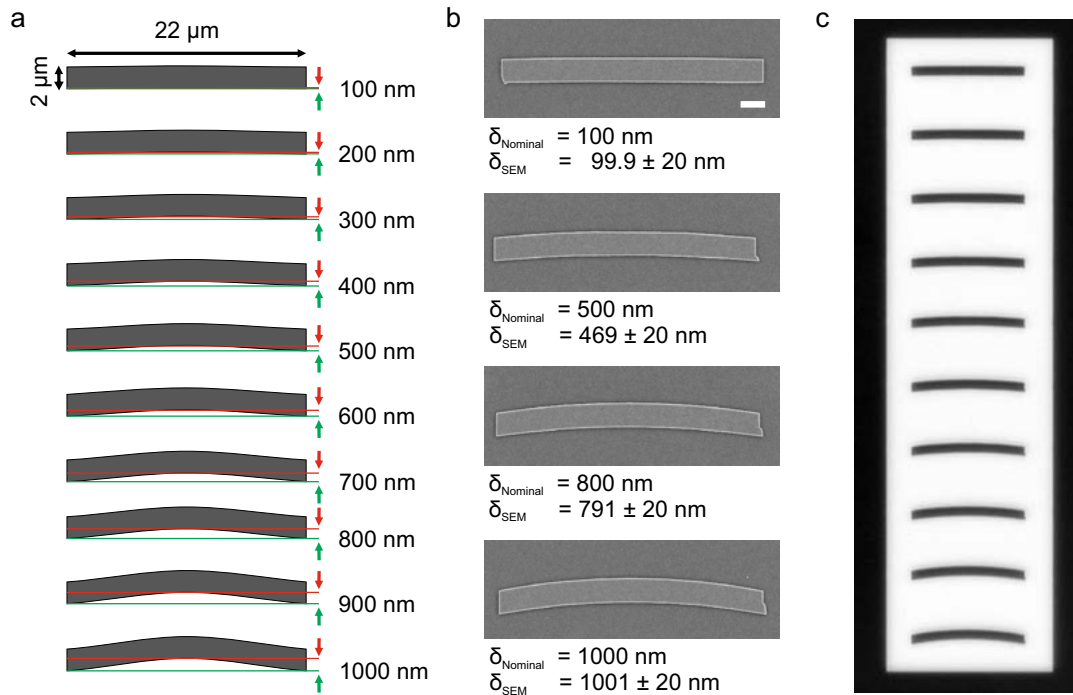 a
22 µm
2 µm
100 nm
200 nm
300 nm
400 nm
500 nm
600 nm
700 nm
800 nm
900 nm
1000 nm
b
δNominal = 100 nm
δSEM = 99.9 ± 20 nm
δNominal = 500 nm
δSEM = 469 ± 20 nm
δNominal = 800 nm
δSEM = 791 ± 20 nm
δNominal = 1000 nm
δSEM = 1001 ± 20 nm
c